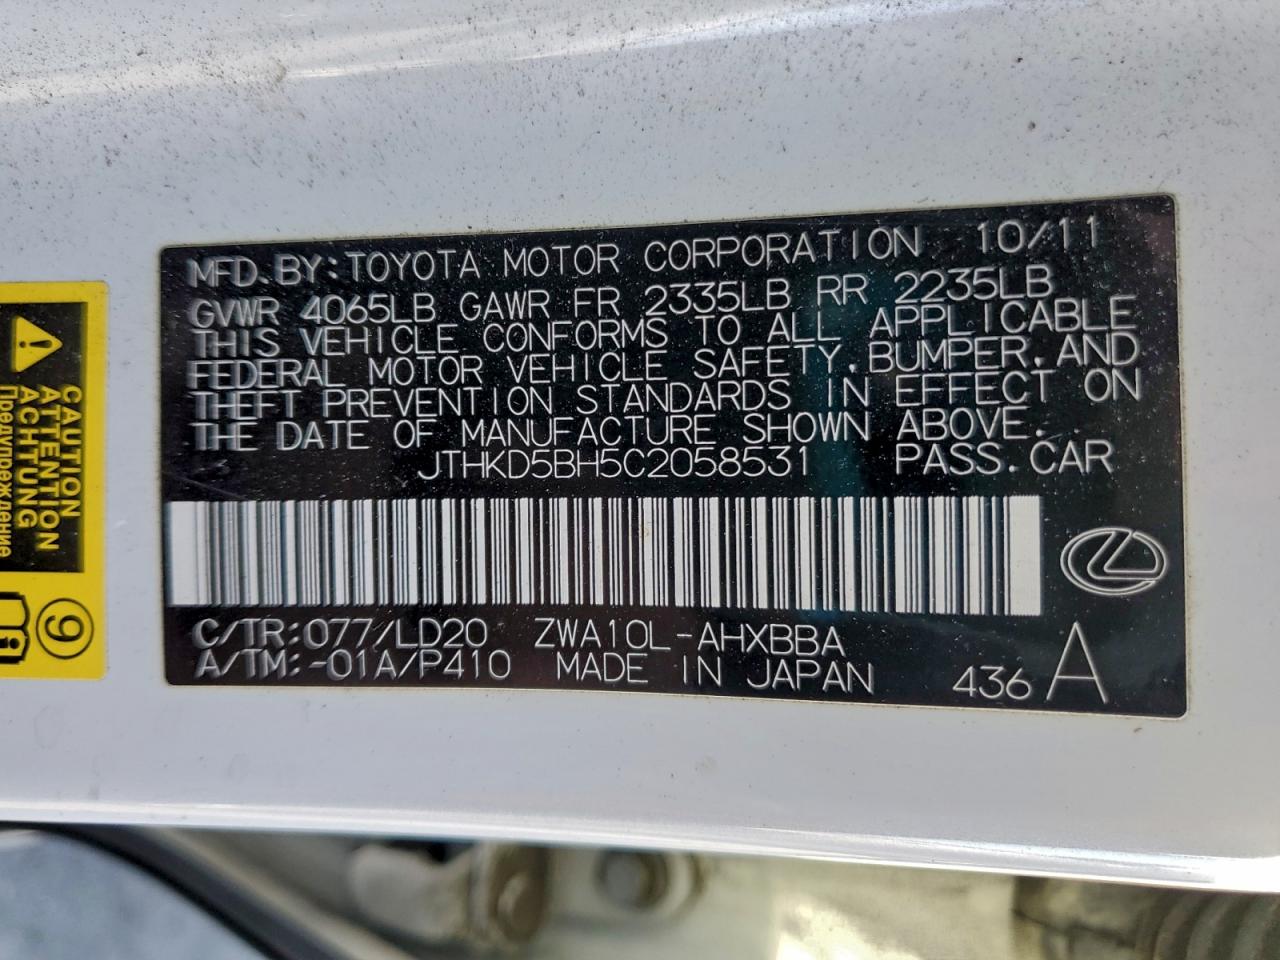 MFD.BY:TOYOTA MOTOR CORPORATION 10/11
GVWR 4065LB GAWR FR 2335LB RR 2235LB
THIS VEHICLE CONFORMS TO ALL APPLICABLE
FEDERAL MOTOR VEHICLE SAFETY,BUMPER,AND
THEFT PREVENTION STANDARDS IN EFFECT ON
THE DATE OF MANUFACTURE SHOWN ABOVE.
JTHKD5BH5C2058531 PASS.CAR
C/TR:077/LD20 ZWA10L-AHXBBA
A/TM:-01A/P410 MADE IN JAPAN 436 A
CAUTION
ATTENTION
ACHTUNG
Предупреждение
9